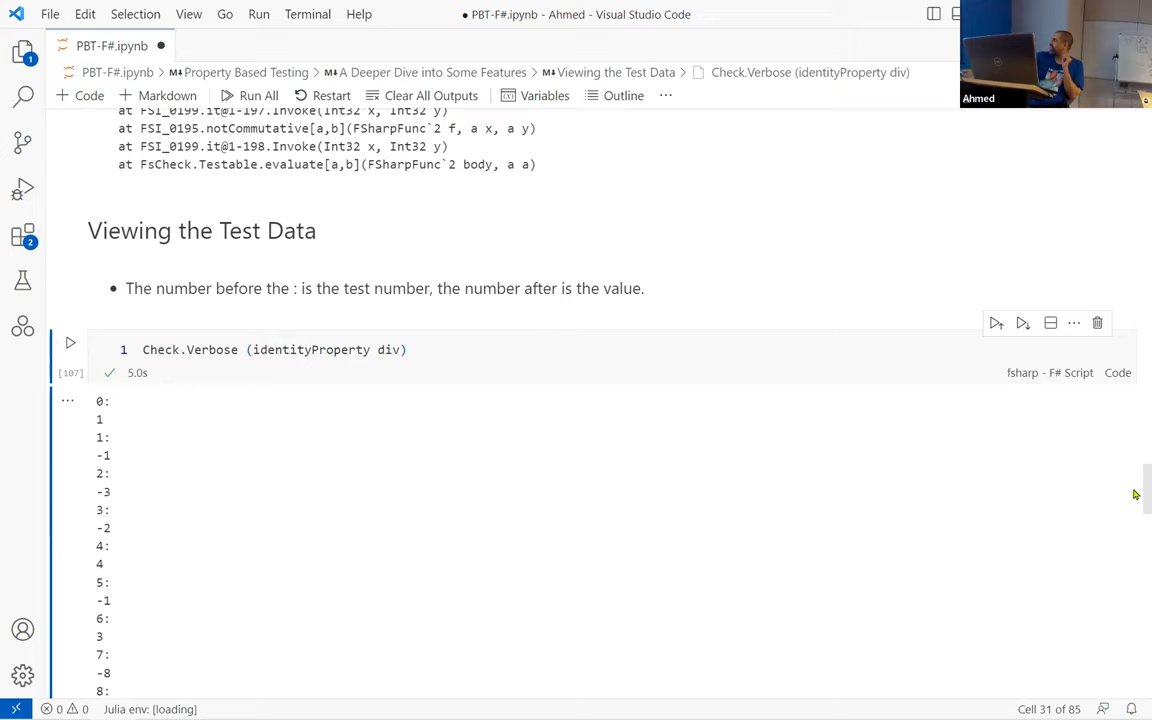 File Edit Selection View Go Run Terminal Help
● PBT-F#.ipynb - Ahmed - Visual Studio Code
PBT-F#.ipynb ●
PBT-F#.ipynb > M↓Property Based Testing > M↓A Deeper Dive into Some Features > M↓Viewing the Test Data > Check.Verbose (identityProperty div)
+ Code + Markdown Run All Restart Clear All Outputs Variables Outline ...
Ahmed
at FSI_0199.it@1-197.Invoke(Int32 x, Int32 y)
at FSI_0195.notCommutative[a,b](FSharpFunc`2 f, a x, a y)
at FSI_0199.it@1-198.Invoke(Int32 x, Int32 y)
at FsCheck.Testable.evaluate[a,b](FSharpFunc`2 body, a a)
Viewing the Test Data
• The number before the : is the test number, the number after is the value.
1 Check.Verbose (identityProperty div)
[107] 5.0s fsharp - F# Script Code
... 0:
1
1:
-1
2:
-3
3:
-2
4:
4
5:
-1
6:
3
7:
-8
8:
1
2
0 0 Julia env: [loading] Cell 31 of 85